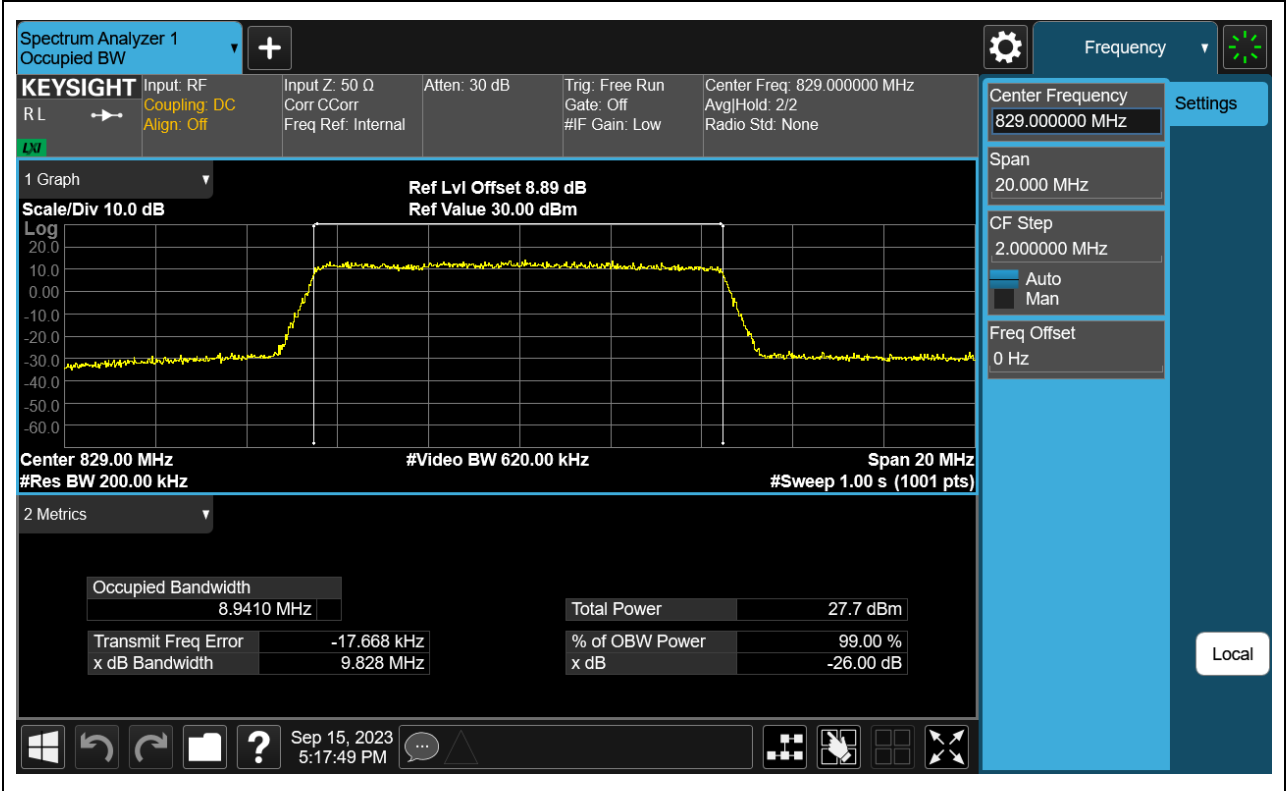 Spectrum Analyzer 1
Occupied BW
▼
+
Frequency
▼
KEYSIGHT
R L
LXI
Input: RF
Coupling: DC
Align: Off
Input Z: 50 Ω
Corr CCorr
Freq Ref: Internal
Atten: 30 dB
Trig: Free Run
Gate: Off
#IF Gain: Low
Center Freq: 829.000000 MHz
Avg|Hold: 2/2
Radio Std: None
Center Frequency
829.000000 MHz
Settings
Span
20.000 MHz
CF Step
2.000000 MHz
Auto
Man
Freq Offset
0 Hz
Local
1 Graph ▼
Scale/Div 10.0 dB
Ref Lvl Offset 8.89 dB
Ref Value 30.00 dBm
Log
20.0
10.0
0.00
-10.0
-20.0
-30.0
-40.0
-50.0
-60.0
Center 829.00 MHz
#Video BW 620.00 kHz
Span 20 MHz
#Res BW 200.00 kHz
#Sweep 1.00 s (1001 pts)
2 Metrics ▼
Occupied Bandwidth
8.9410 MHz
Total Power 27.7 dBm
Transmit Freq Error -17.668 kHz
% of OBW Power 99.00 %
x dB Bandwidth 9.828 MHz
x dB -26.00 dB
?
Sep 15, 2023
5:17:49 PM